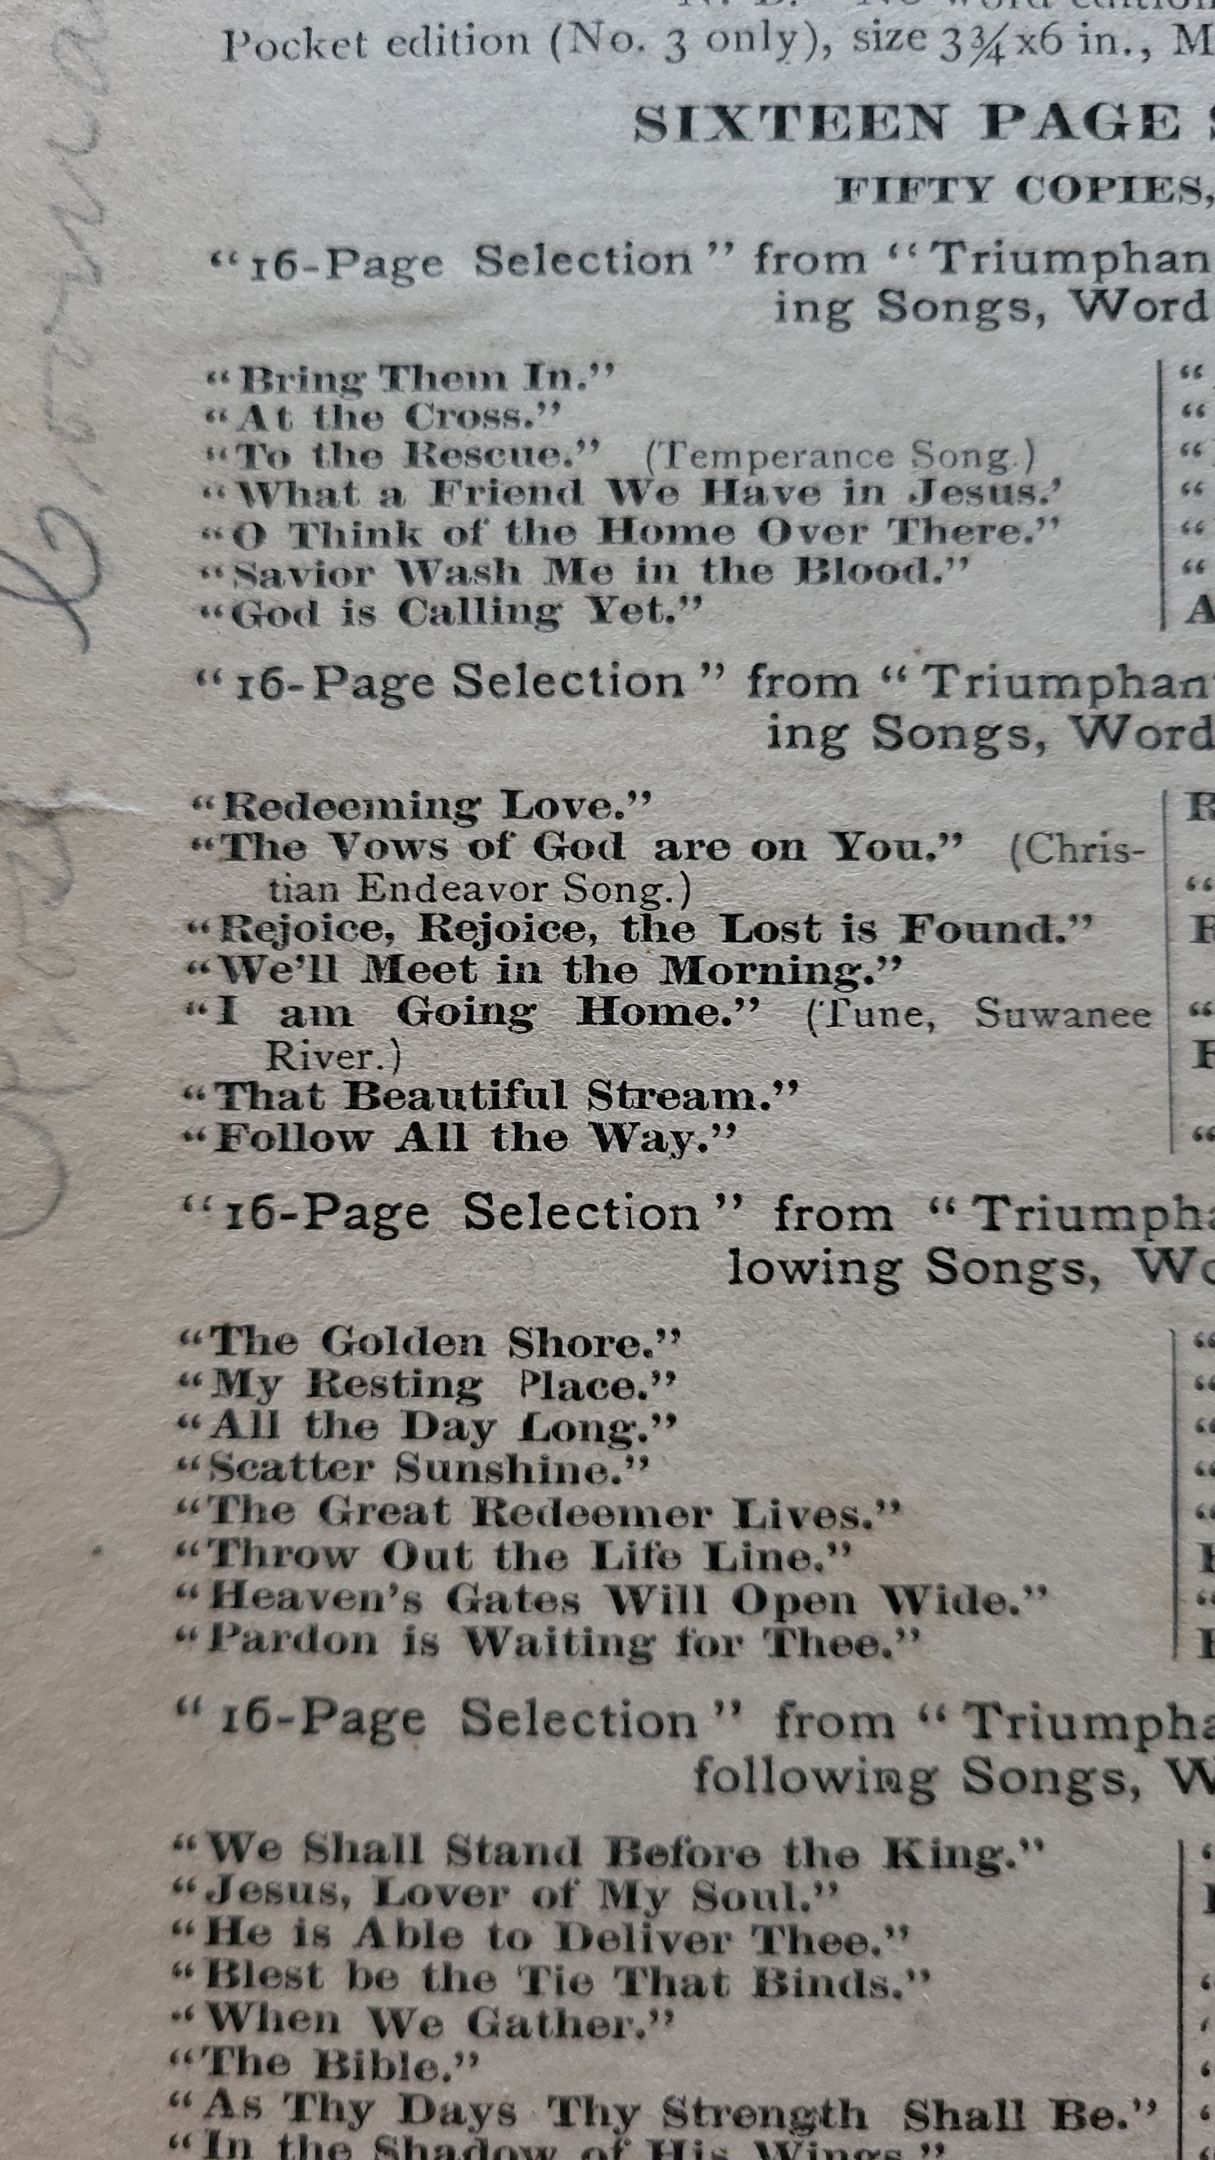 Pocket edition (No. 3 only), size 3¾x6 in., M
SIXTEEN PAGE
FIFTY COPIES,
"16-Page Selection" from "Triumphan
ing Songs, Word
"Bring Them In."
"At the Cross."
"To the Rescue." (Temperance Song.)
"What a Friend We Have in Jesus.'
"O Think of the Home Over There."
"Savior Wash Me in the Blood."
"God is Calling Yet."
"16-Page Selection" from "Triumphan
ing Songs, Word
"Redeeming Love."
"The Vows of God are on You." (Chris-
tian Endeavor Song.)
"Rejoice, Rejoice, the Lost is Found."
"We'll Meet in the Morning."
"I am Going Home." (Tune, Suwanee
River.)
"That Beautiful Stream."
"Follow All the Way."
"16-Page Selection" from "Triumpha
lowing Songs, Wo
"The Golden Shore."
"My Resting Place."
"All the Day Long."
"Scatter Sunshine."
"The Great Redeemer Lives."
"Throw Out the Life Line."
"Heaven's Gates Will Open Wide."
"Pardon is Waiting for Thee."
"16-Page Selection" from "Triumpha
following Songs, W
"We Shall Stand Before the King."
"Jesus, Lover of My Soul."
"He is Able to Deliver Thee."
"Blest be the Tie That Binds."
"When We Gather."
"The Bible."
"As Thy Days Thy Strength Shall Be."
"In the Shadow of His Wings."